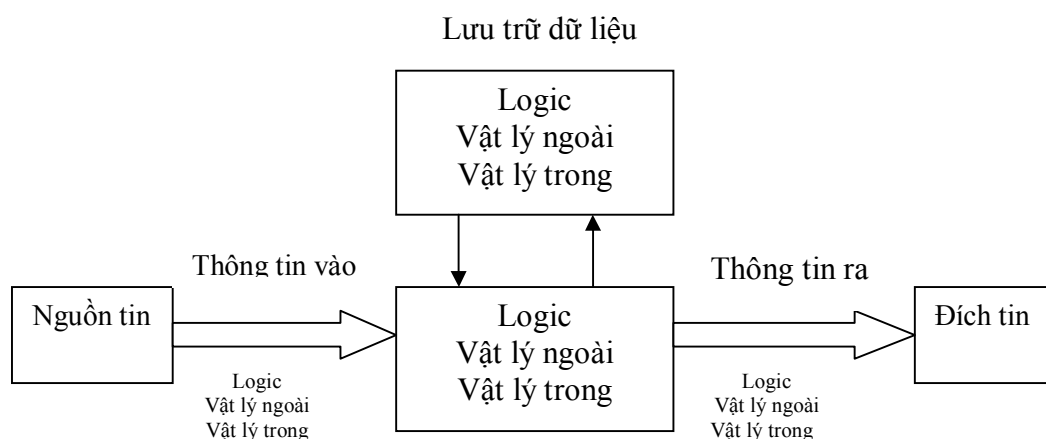 Lưu trữ dữ liệu
Logic
Vật lý ngoài
Vật lý trong
Thông tin vào
Thông tin ra
Nguồn tin
Logic
Vật lý ngoài
Vật lý trong
Đích tin
Logic
Vật lý ngoài
Vật lý trong
Logic
Vật lý ngoài
Vật lý trong